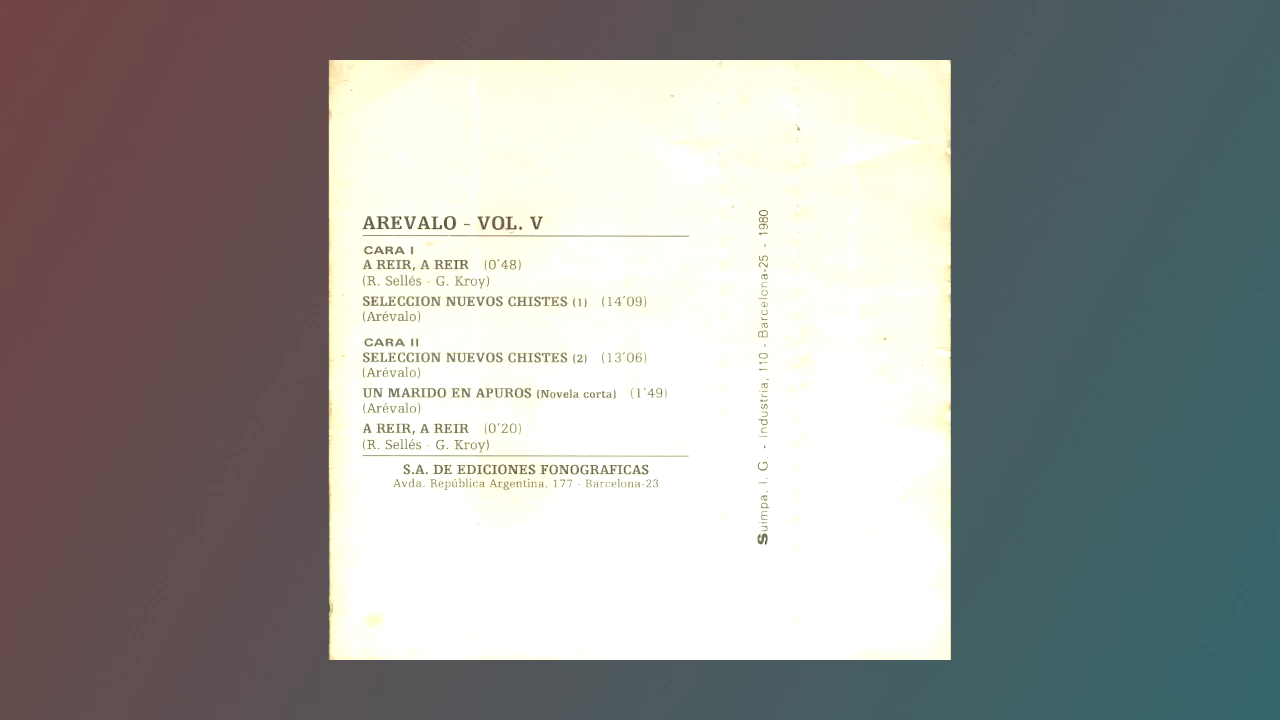 AREVALO - VOL. V
CARA I
A REIR, A REIR (0'48)
(R. Sellés - G. Kroy)
SELECCION NUEVOS CHISTES (1) (14'09)
(Arévalo)
CARA II
SELECCION NUEVOS CHISTES (2) (13'06)
(Arévalo)
UN MARIDO EN APUROS (Novela corta) (1'49)
(Arévalo)
A REIR, A REIR (0'20)
(R. Sellés - G. Kroy)
S.A. DE EDICIONES FONOGRAFICAS
Avda. República Argentina, 177 - Barcelona-23
Suimpa, I. G. - Industria, 110 - Barcelona-25 - 1980